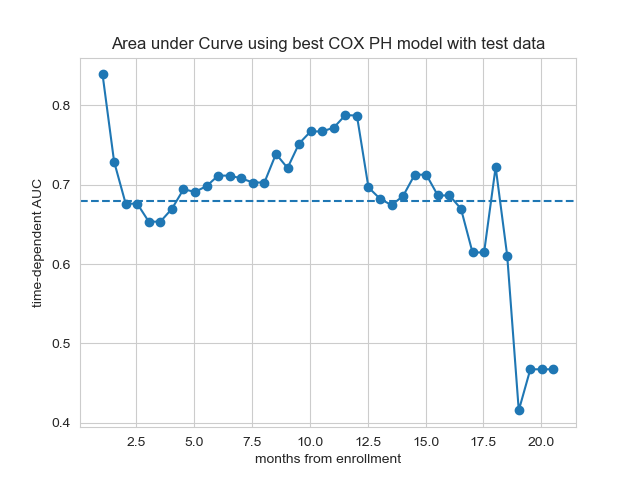 Area under Curve using best COX PH model with test data
time-dependent AUC
0.8
0.7
0.6
0.5
0.4
2.5 5.0 7.5 10.0 12.5 15.0 17.5 20.0
months from enrollment